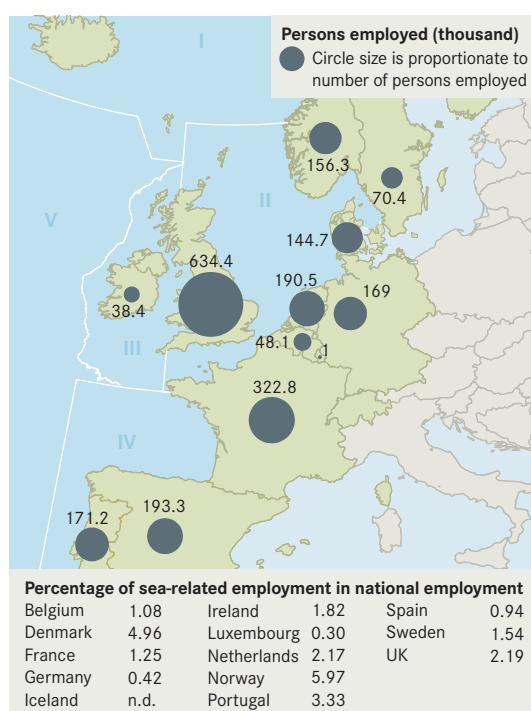 Persons employed (thousand)
Circle size is proportionate to
number of persons employed
I
II
III
IV
V
156.3
70.4
144.7
634.4
38.4
190.5
169
48.1
1
322.8
193.3
171.2
Percentage of sea-related employment in national employment
Belgium 1.08 Ireland 1.82 Spain 0.94
Denmark 4.96 Luxembourg 0.30 Sweden 1.54
France 1.25 Netherlands 2.17 UK 2.19
Germany 0.42 Norway 5.97
Iceland n.d. Portugal 3.33